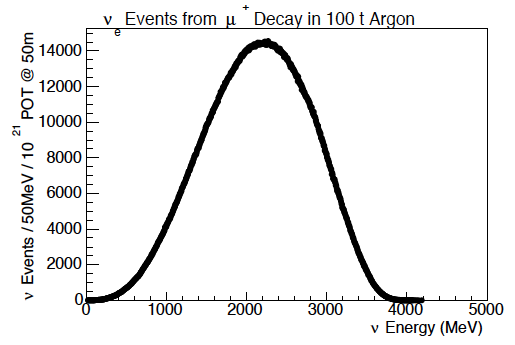 ν e Events from μ + Decay in 100 t Argon
ν Events / 50MeV / 10 21 POT @ 50m
14000
12000
10000
8000
6000
4000
2000
0
0 1000 2000 3000 4000 5000
ν Energy (MeV)